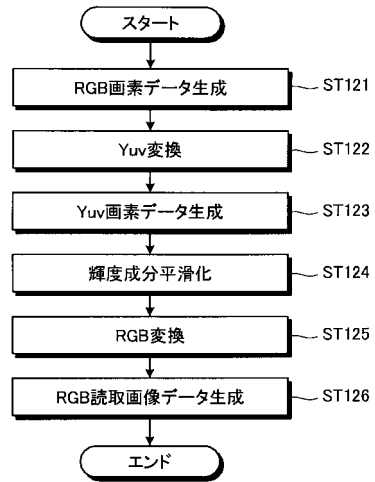 スタート
RGB画素データ生成
ST121
Yuv変換
ST122
Yuv画素データ生成
ST123
輝度成分平滑化
ST124
RGB変換
ST125
RGB読取画像データ生成
ST126
エンド